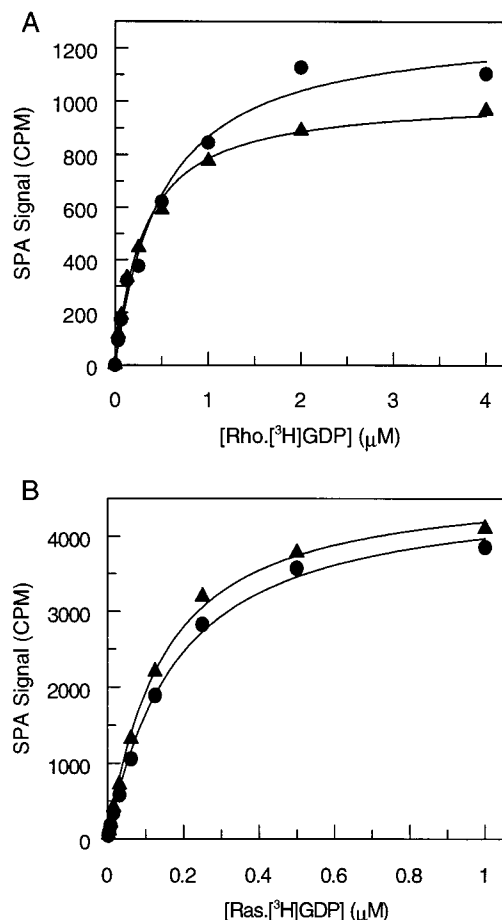 A
1200
1000
800
600
400
200
0
SPA Signal (CPM)
0 1 2 3 4
[Rho.[³H]GDP] (μM)
B
4000
3000
2000
1000
0
SPA Signal (CPM)
0 0.2 0.4 0.6 0.8 1
[Ras.[³H]GDP] (μM)